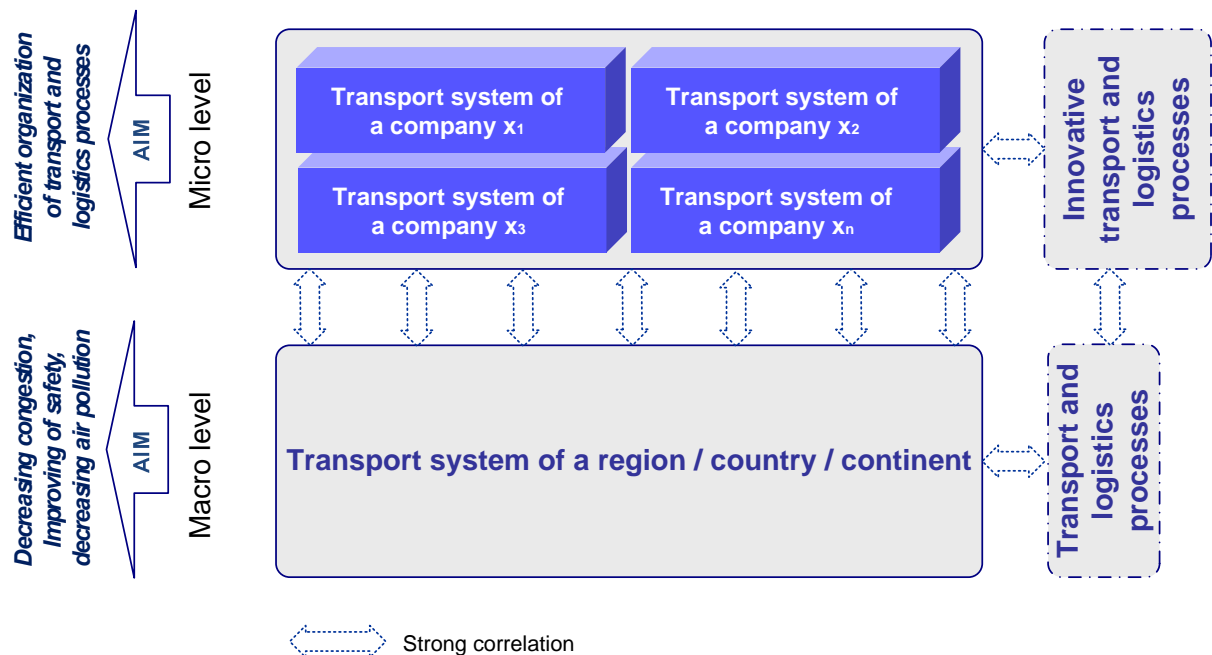 Efficient organization
of transport and
logistics processes
AIM
Micro level
Transport system of
a company x1
Transport system of
a company x2
Transport system of
a company x3
Transport system of
a company xn
Innovative
transport and
logistics
processes
Decreasing congestion,
Improving of safety,
decreasing air pollution
AIM
Macro level
Transport system of a region / country / continent
Transport and
logistics
processes
Strong correlation